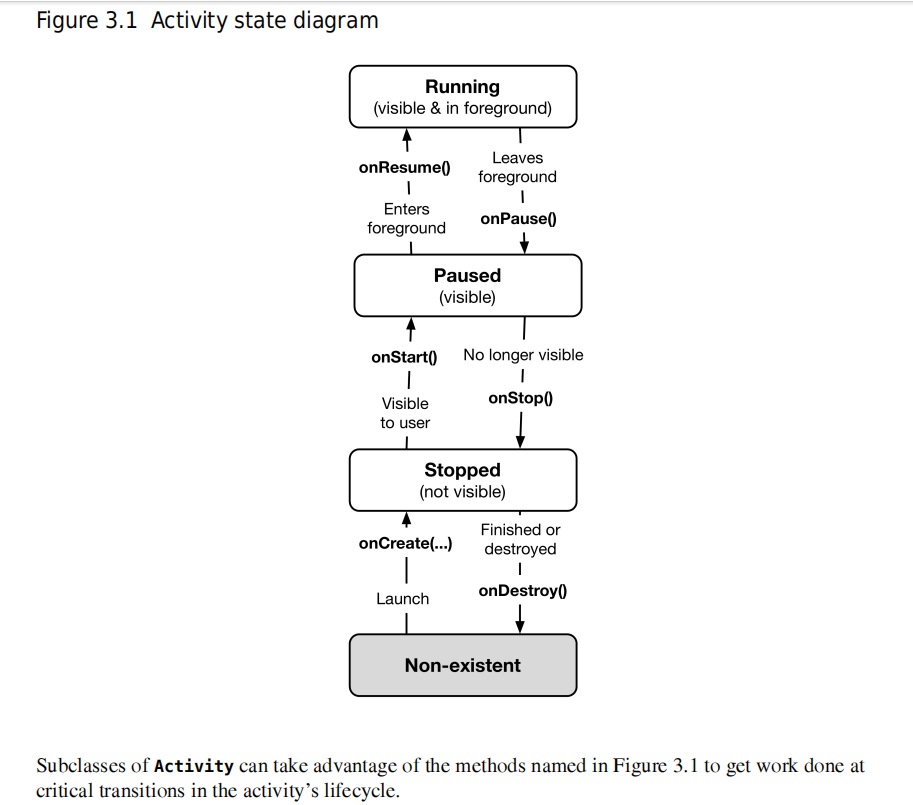 Figure 3.1 Activity state diagram
Running
(visible & in foreground)
onResume()
Leaves
foreground
Enters
foreground
onPause()
Paused
(visible)
onStart()
No longer visible
Visible
to user
onStop()
Stopped
(not visible)
onCreate(...)
Finished or
destroyed
Launch
onDestroy()
Non-existent
Subclasses of Activity can take advantage of the methods named in Figure 3.1 to get work done at
critical transitions in the activity’s lifecycle.